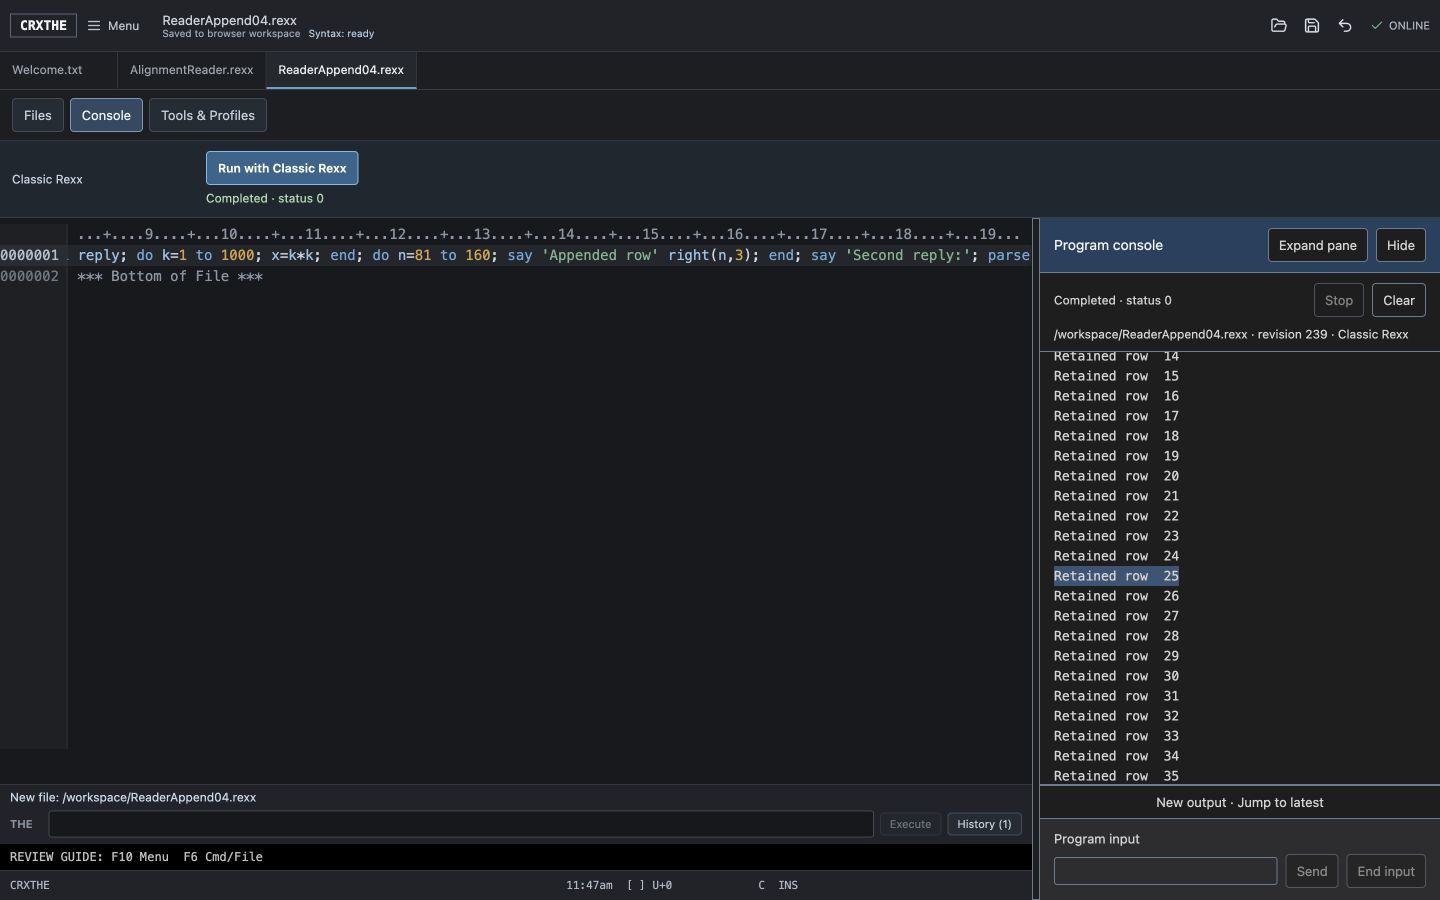 CRXTHE
Menu
ReaderAppend04.rexx
Saved to browser workspace Syntax: ready
ONLINE
Welcome.txt
AlignmentReader.rexx
ReaderAppend04.rexx
Files
Console
Tools & Profiles
Classic Rexx
Run with Classic Rexx
Completed · status 0
...+....9....+...10....+...11....+...12....+...13....+...14....+...15....+...16....+...17....+...18....+...19...
0000001 reply; do k=1 to 1000; x=k*k; end; do n=81 to 160; say 'Appended row' right(n,3); end; say 'Second reply:'; parse
0000002 *** Bottom of File ***
New file: /workspace/ReaderAppend04.rexx
THE
Execute
History (1)
REVIEW GUIDE: F10 Menu F6 Cmd/File
CRXTHE 11:47am [ ] U+0 C INS
Program console
Expand pane
Hide
Completed · status 0
Stop
Clear
/workspace/ReaderAppend04.rexx · revision 239 · Classic Rexx
Retained row 14
Retained row 15
Retained row 16
Retained row 17
Retained row 18
Retained row 19
Retained row 20
Retained row 21
Retained row 22
Retained row 23
Retained row 24
Retained row 25
Retained row 26
Retained row 27
Retained row 28
Retained row 29
Retained row 30
Retained row 31
Retained row 32
Retained row 33
Retained row 34
Retained row 35
New output · Jump to latest
Program input
Send
End input